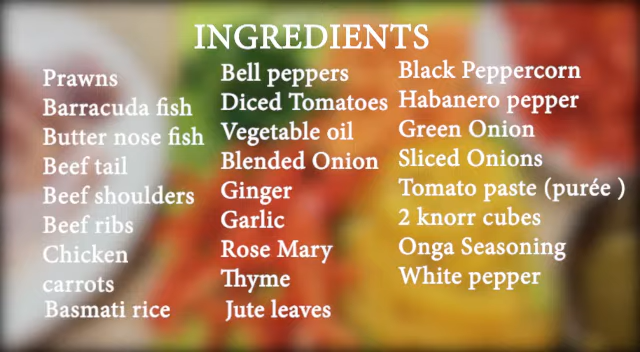 INGREDIENTS
Prawns
Barracuda fish
Butter nose fish
Beef tail
Beef shoulders
Beef ribs
Chicken
carrots
Basmati rice
Bell peppers
Diced Tomatoes
Vegetable oil
Blended Onion
Ginger
Garlic
Rose Mary
Thyme
Jute leaves
Black Peppercorn
Habanero pepper
Green Onion
Sliced Onions
Tomato paste (purée )
2 knorr cubes
Onga Seasoning
White pepper